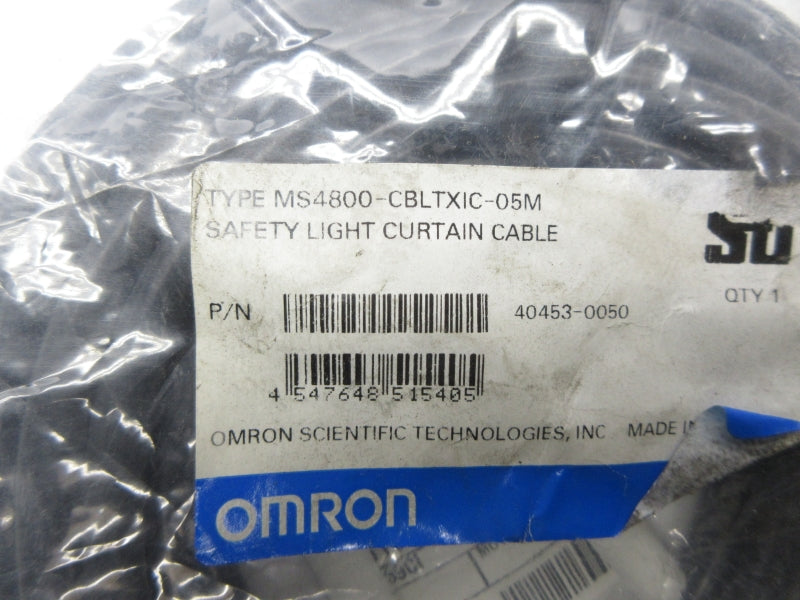 TYPE MS4800-CBLTXIC-05M
SAFETY LIGHT CURTAIN CABLE
QTY 1
P/N 40453-0050
4 547648 515405
OMRON SCIENTIFIC TECHNOLOGIES, INC MADE
OMRON